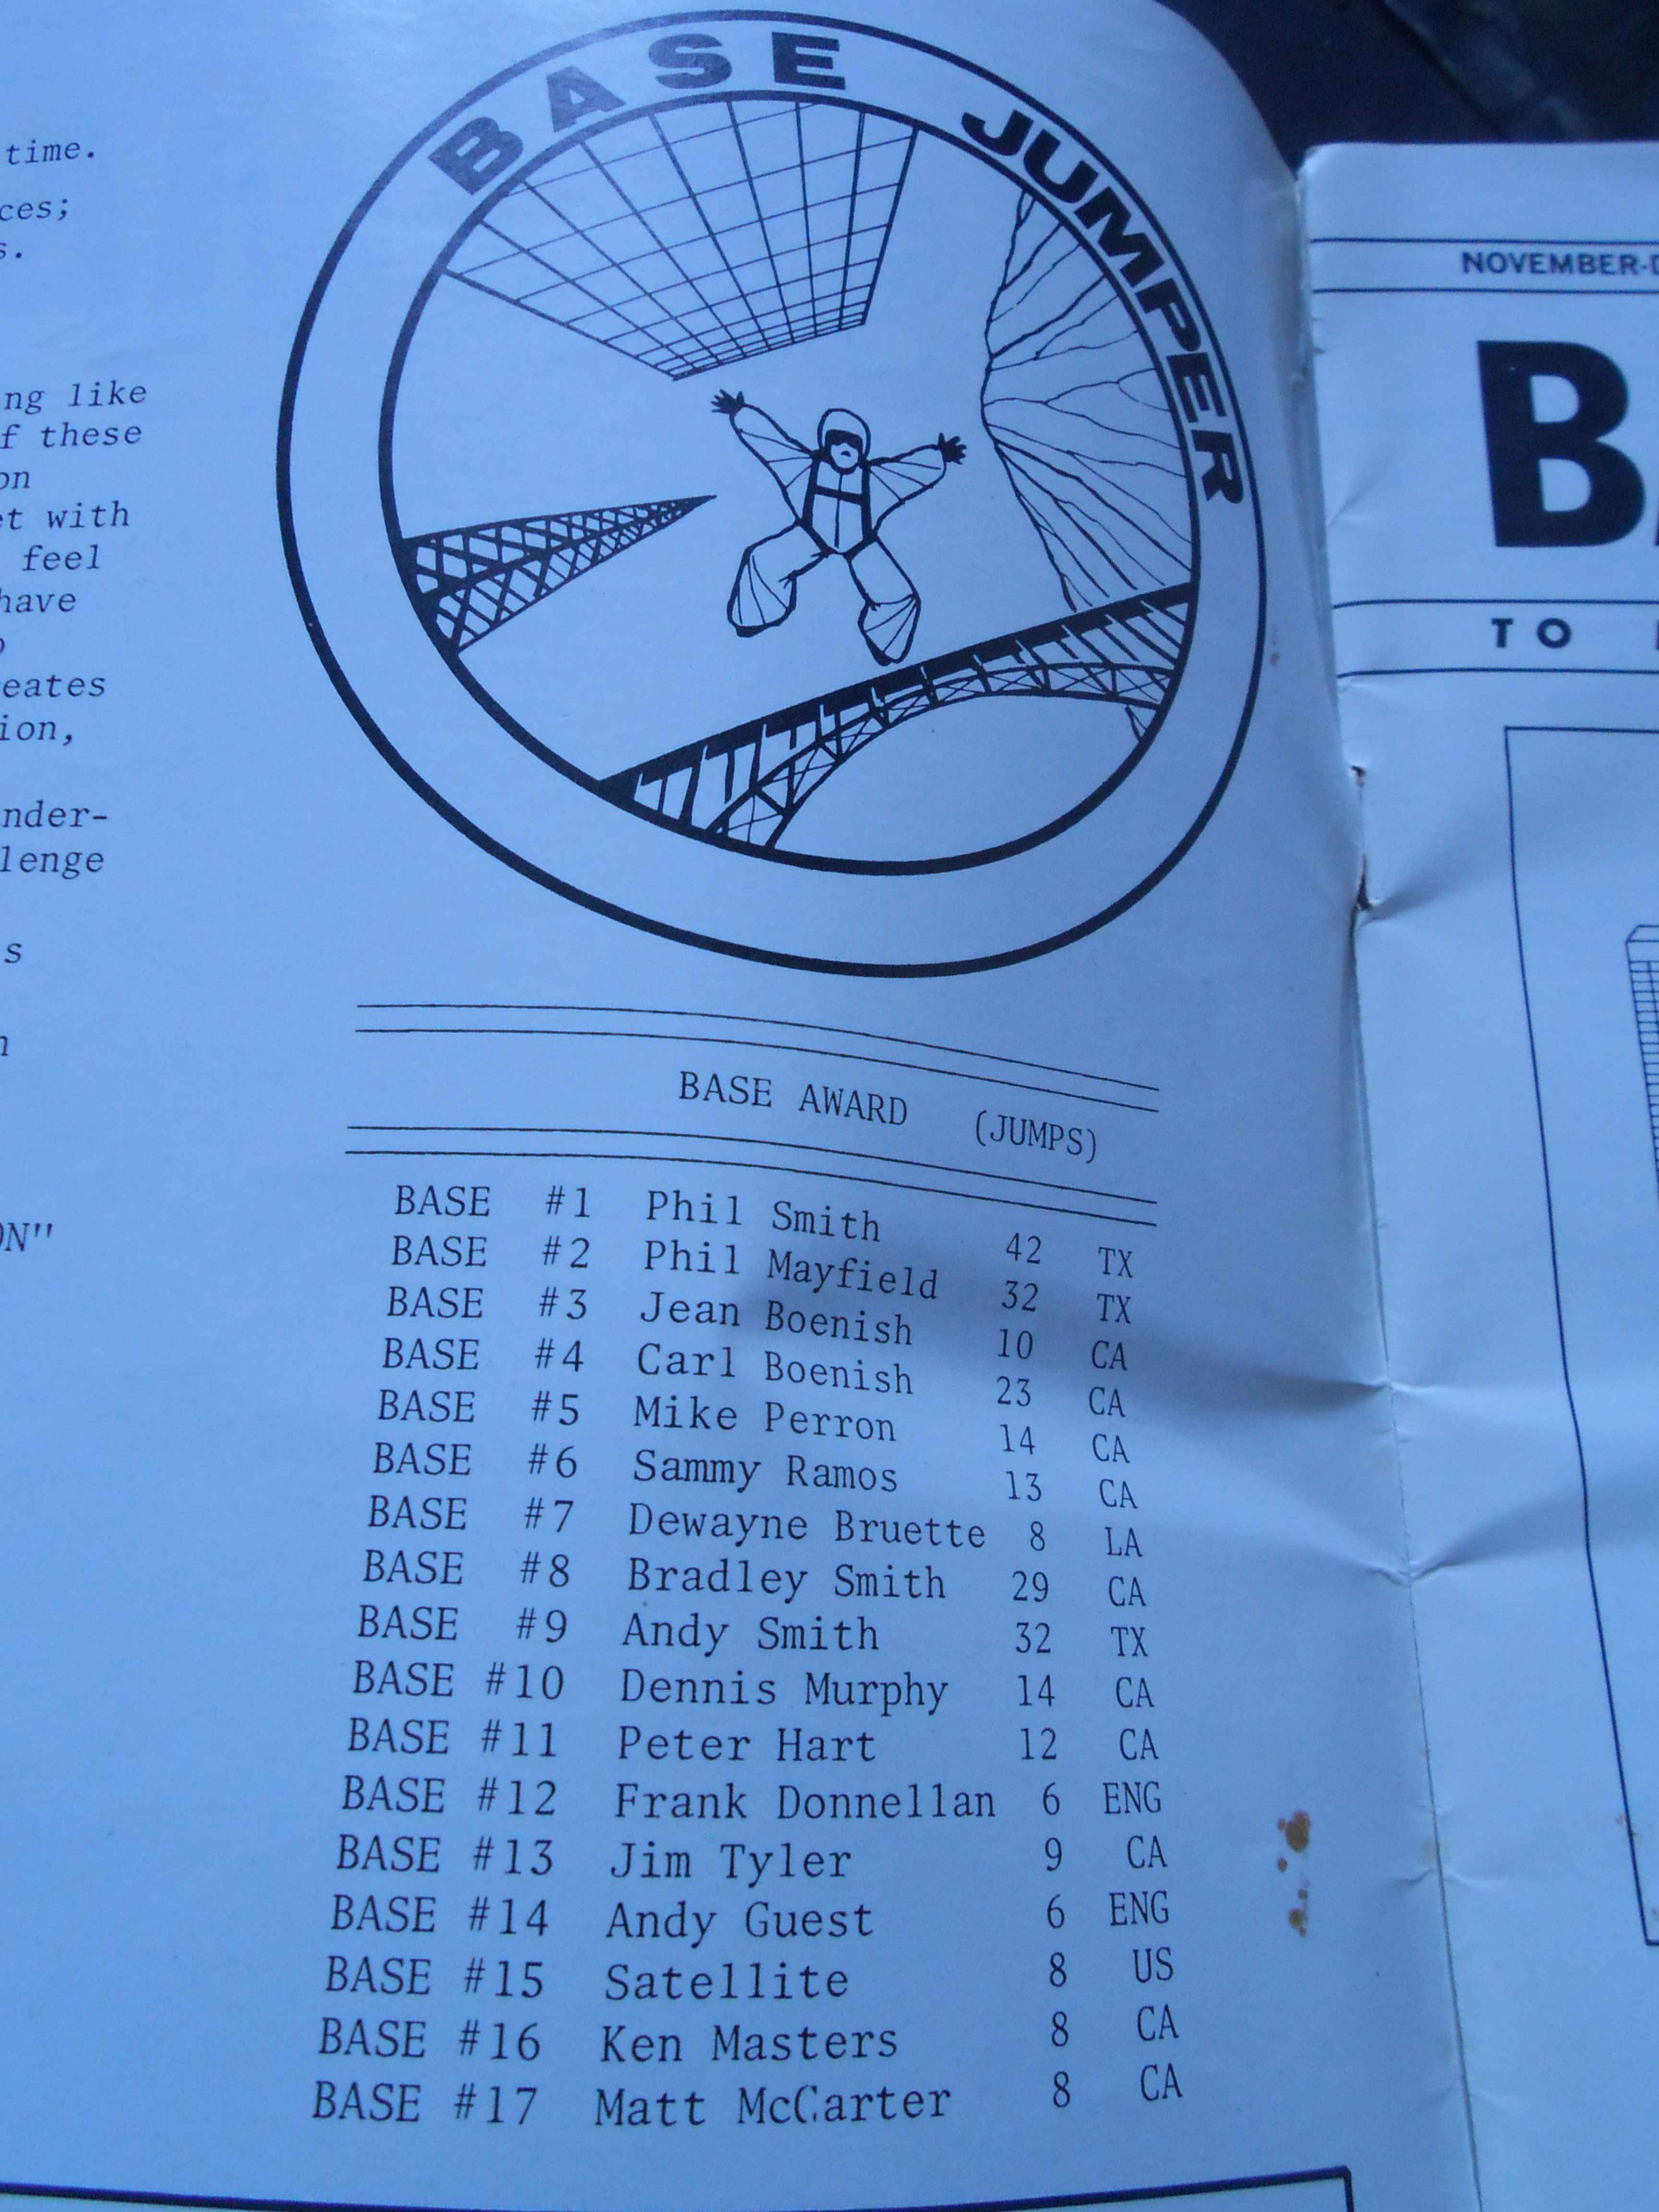 time.
ces;
s.
ng like
f these
on
et with
feel
have
o
eates
ion,
nder-
lenge
s
n
ON"
BASE JUMPER
BASE AWARD (JUMPS)
BASE #1 Phil Smith 42 TX
BASE #2 Phil Mayfield 32 TX
BASE #3 Jean Boenish 10 CA
BASE #4 Carl Boenish 23 CA
BASE #5 Mike Perron 14 CA
BASE #6 Sammy Ramos 13 CA
BASE #7 Dewayne Bruette 8 LA
BASE #8 Bradley Smith 29 CA
BASE #9 Andy Smith 32 TX
BASE #10 Dennis Murphy 14 CA
BASE #11 Peter Hart 12 CA
BASE #12 Frank Donnellan 6 ENG
BASE #13 Jim Tyler 9 CA
BASE #14 Andy Guest 6 ENG
BASE #15 Satellite 8 US
BASE #16 Ken Masters 8 CA
BASE #17 Matt McCarter 8 CA
NOVEMBER-D
BA
TO